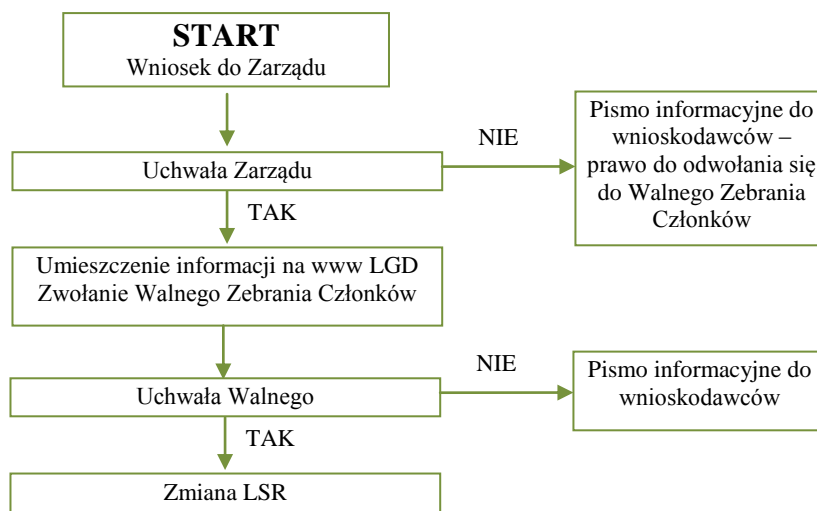 START
Wniosek do Zarządu
Uchwała Zarządu
NIE
Pismo informacyjne do
wnioskodawców –
prawo do odwołania się
do Walnego Zebrania
Członków
TAK
Umieszczenie informacji na www LGD
Zwołanie Walnego Zebrania Członków
Uchwała Walnego
NIE
Pismo informacyjne do
wnioskodawców
TAK
Zmiana LSR